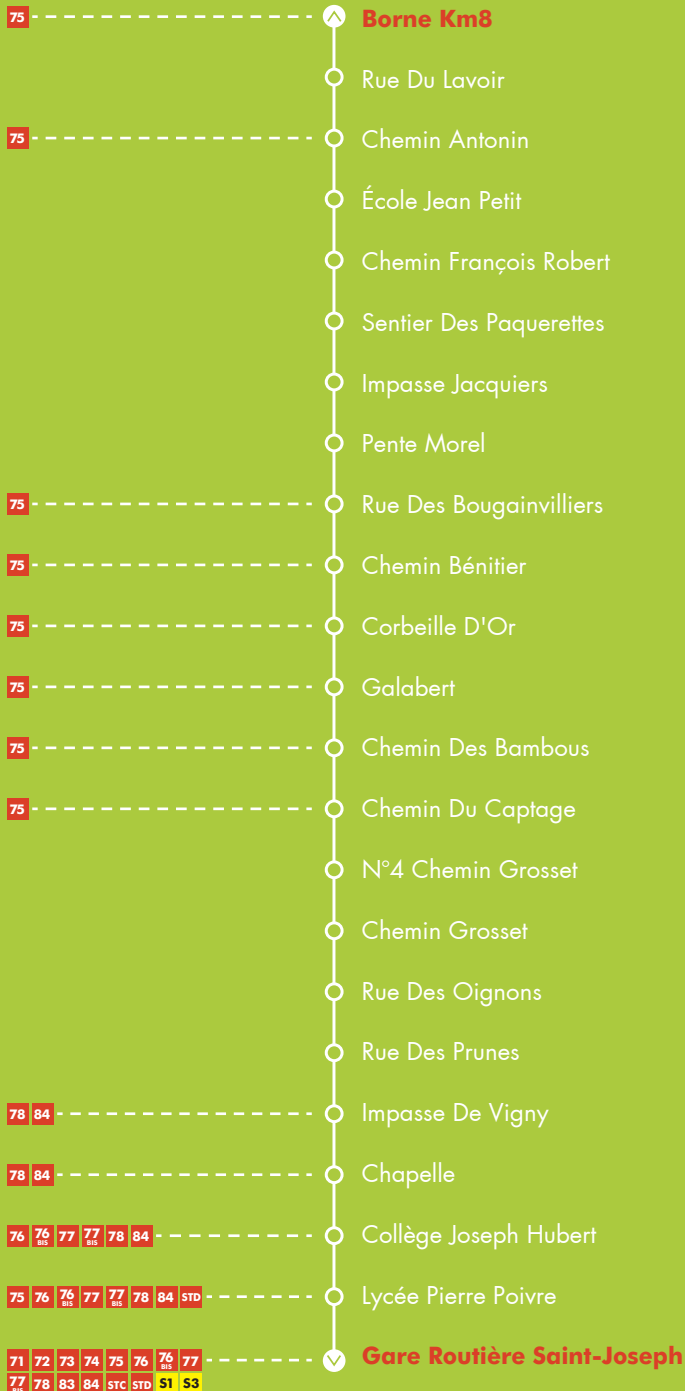 75 Borne Km8
Rue Du Lavoir
75 Chemin Antonin
École Jean Petit
Chemin François Robert
Sentier Des Paquerettes
Impasse Jacquiers
Pente Morel
75 Rue Des Bougainvilliers
75 Chemin Bénitier
75 Corbeille D'Or
75 Galabert
75 Chemin Des Bambous
75 Chemin Du Captage
N°4 Chemin Grosset
Chemin Grosset
Rue Des Oignons
Rue Des Prunes
78 84 Impasse De Vigny
78 84 Chapelle
76 76 BIS 77 77 BIS 78 84 Collège Joseph Hubert
75 76 76 BIS 77 77 BIS 78 84 STD Lycée Pierre Poivre
71 72 73 74 75 76 76 BIS 77 Gare Routière Saint-Joseph
77 BIS 78 83 84 STC STD S1 S3